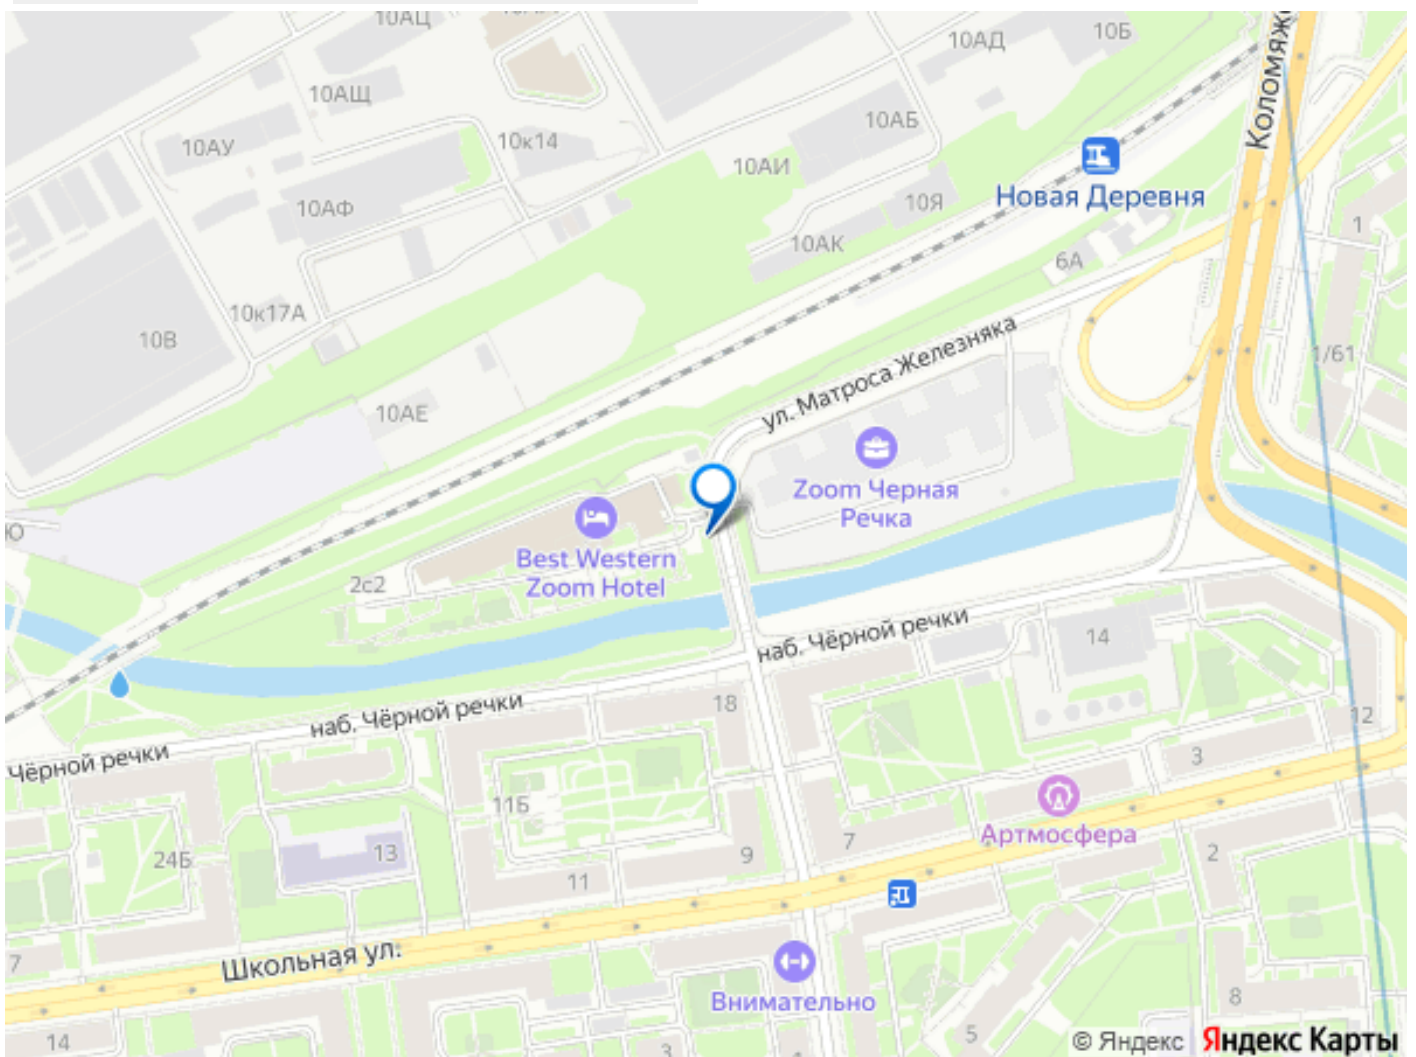 10АЦ
10АД
10Б
Коломяжс
10АЩ
10АБ
10к14
10АУ
10АИ
Новая Деревня
10АФ
10Я
1
10АК
6А
10к17А
10В
1/61
ул. Матроса Железняка
10АЕ
Zoom Черная
Речка
Best Western
Zoom Hotel
2с2
наб. Чёрной речки
14
18
наб. Чёрной речки
12
Чёрной речки
3
11Б
Артмосфера
7
2
24Б
13
9
11
Школьная ул.
7
Внимательно
8
14
5
3
© Яндекс
Яндекс Карты